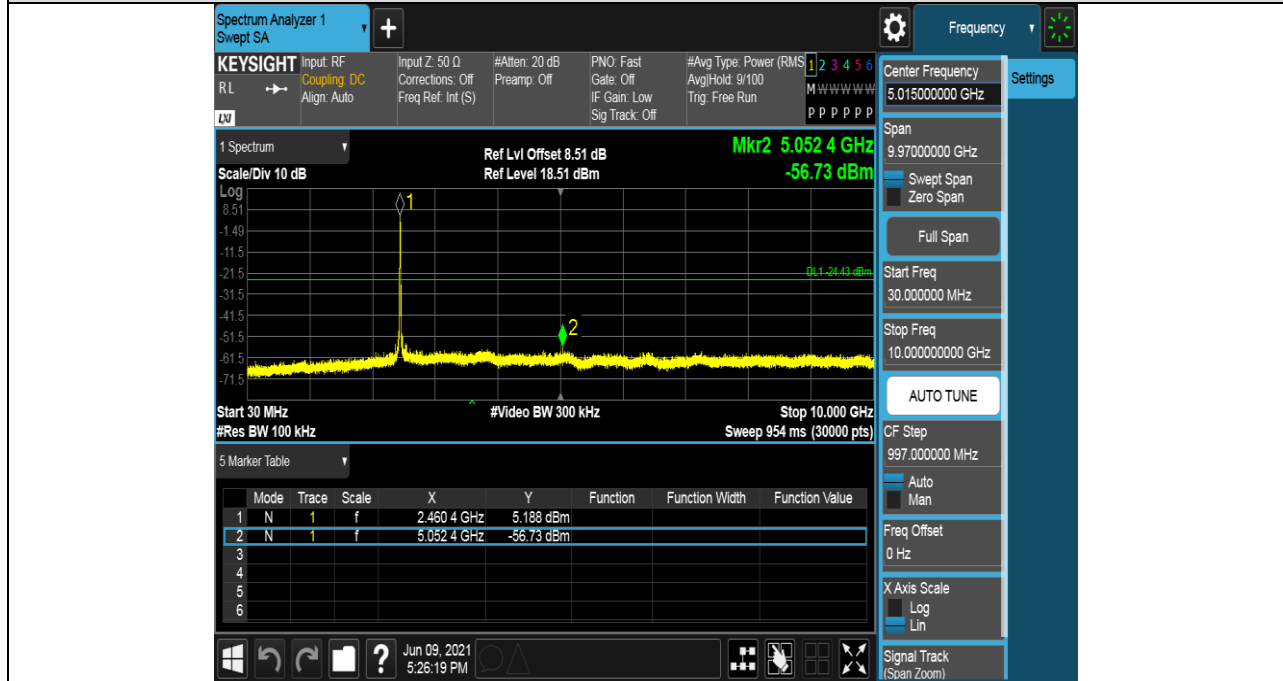 Spectrum Analyzer 1
Swept SA
Frequency
KEYSIGHT
RL
LXI
Input: RF
Coupling: DC
Align: Auto
Input Z: 50 Ω
Corrections: Off
Freq Ref: Int (S)
#Atten: 20 dB
Preamp: Off
PNO: Fast
Gate: Off
IF Gain: Low
Sig Track: Off
#Avg Type: Power (RMS
Avg|Hold: 9/100
Trig: Free Run
1 2 3 4 5 6
M W W W W W
P P P P P P
1 Spectrum
Scale/Div 10 dB
Ref Lvl Offset 8.51 dB
Ref Level 18.51 dBm
Mkr2 5.052 4 GHz
-56.73 dBm
Log
8.51
-1.49
-11.5
-21.5
-31.5
-41.5
-51.5
-61.5
-71.5
1
2
DL1 -24.43 dBm
Start 30 MHz
#Res BW 100 kHz
#Video BW 300 kHz
Stop 10.000 GHz
Sweep 954 ms (30000 pts)
5 Marker Table
Mode Trace Scale X Y Function Function Width Function Value
1 N 1 f 2.460 4 GHz 5.188 dBm
2 N 1 f 5.052 4 GHz -56.73 dBm
3
4
5
6
?
Jun 09, 2021
5:26:19 PM
Center Frequency
5.015000000 GHz
Span
9.97000000 GHz
Swept Span
Zero Span
Full Span
Start Freq
30.000000 MHz
Stop Freq
10.000000000 GHz
AUTO TUNE
CF Step
997.000000 MHz
Auto
Man
Freq Offset
0 Hz
X Axis Scale
Log
Lin
Signal Track
(Span Zoom)
Settings